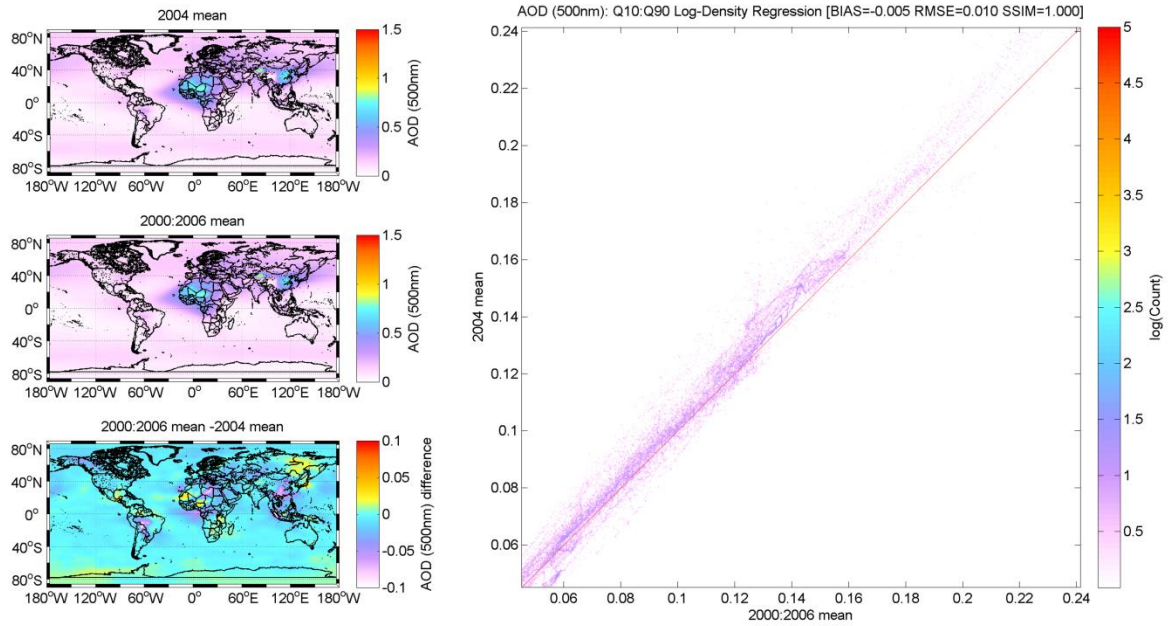 2004 mean
80°N
40°N
0°
40°S
80°S
180°W 120°W 60°W 0° 60°E 120°E 180°W
1.5
1
0.5
0
AOD (500nm)
2000:2006 mean
80°N
40°N
0°
40°S
80°S
180°W 120°W 60°W 0° 60°E 120°E 180°W
1.5
1
0.5
0
AOD (500nm)
2000:2006 mean -2004 mean
80°N
40°N
0°
40°S
80°S
180°W 120°W 60°W 0° 60°E 120°E 180°W
0.1
0.05
0
-0.05
-0.1
AOD (500nm) difference
AOD (500nm): Q10:Q90 Log-Density Regression [BIAS=-0.005 RMSE=0.010 SSIM=1.000]
0.24
0.22
0.2
0.18
0.16
0.14
0.12
0.1
0.08
0.06
2004 mean
0.06 0.08 0.1 0.12 0.14 0.16 0.18 0.2 0.22 0.24
2000:2006 mean
5
4.5
4
3.5
3
2.5
2
1.5
1
0.5
log(Count)